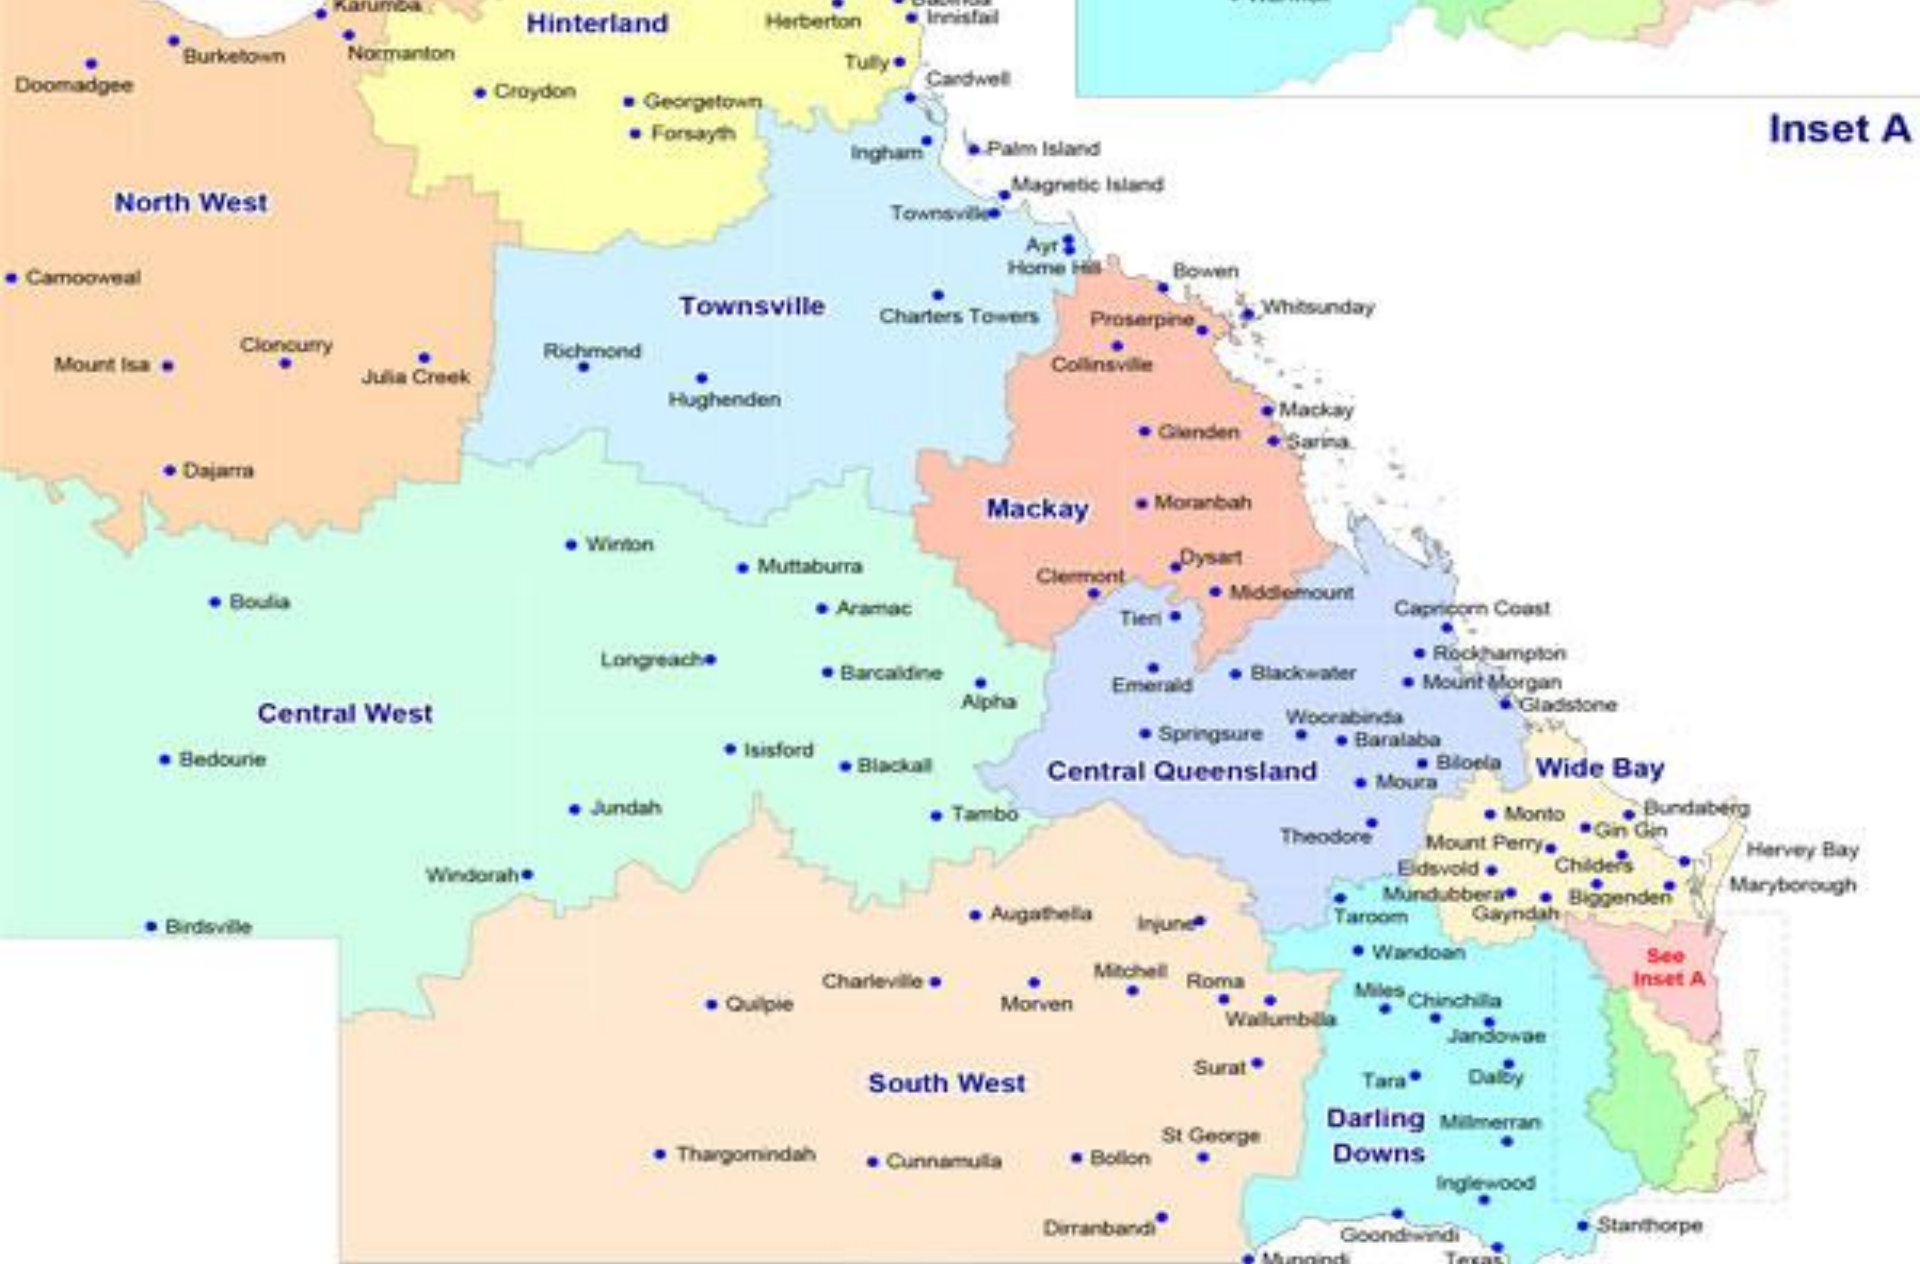 Karumba
Hinterland
Herberton
Innisfail
Burketown
Normanton
Tully
Doomadgee
Cardwell
Croydon
Georgetown
Inset A
Forsayth
Ingham
Palm Island
Magnetic Island
North West
Townsville
Ayr
Home Hill
Bowen
Camooweal
Townsville
Charters Towers
Whitsunday
Proserpine
Cloncurry
Richmond
Mount Isa
Collinsville
Julia Creek
Hughenden
Mackay
Glenden
Sarina
Dajarra
Mackay
Moranbah
Winton
Muttaburra
Dysart
Clermont
Middlemount
Boulia
Aramac
Capricorn Coast
Tieri
Longreach
Rockhampton
Barcaldine
Blackwater
Emerald
Mount Morgan
Alpha
Gladstone
Central West
Woorabinda
Springsure
Baralaba
Isisford
Bedourie
Blackall
Central Queensland
Biloela
Wide Bay
Moura
Jundah
Tambo
Monto
Bundaberg
Theodore
Gin Gin
Mount Perry
Hervey Bay
Childers
Eidsvold
Windorah
Maryborough
Mundubbera
Biggenden
Gayndah
Birdsville
Augathella
Injune
Taroom
Wandoan
See
Inset A
Mitchell
Charleville
Roma
Miles
Chinchilla
Quilpie
Morven
Wallumbilla
Jandowae
Surat
South West
Tara
Dalby
Darling
Downs
Millmerran
St George
Thargomindah
Cunnamulla
Bollon
Inglewood
Dirranbandi
Goondiwindi
Stanthorpe
Mungindi
Texas